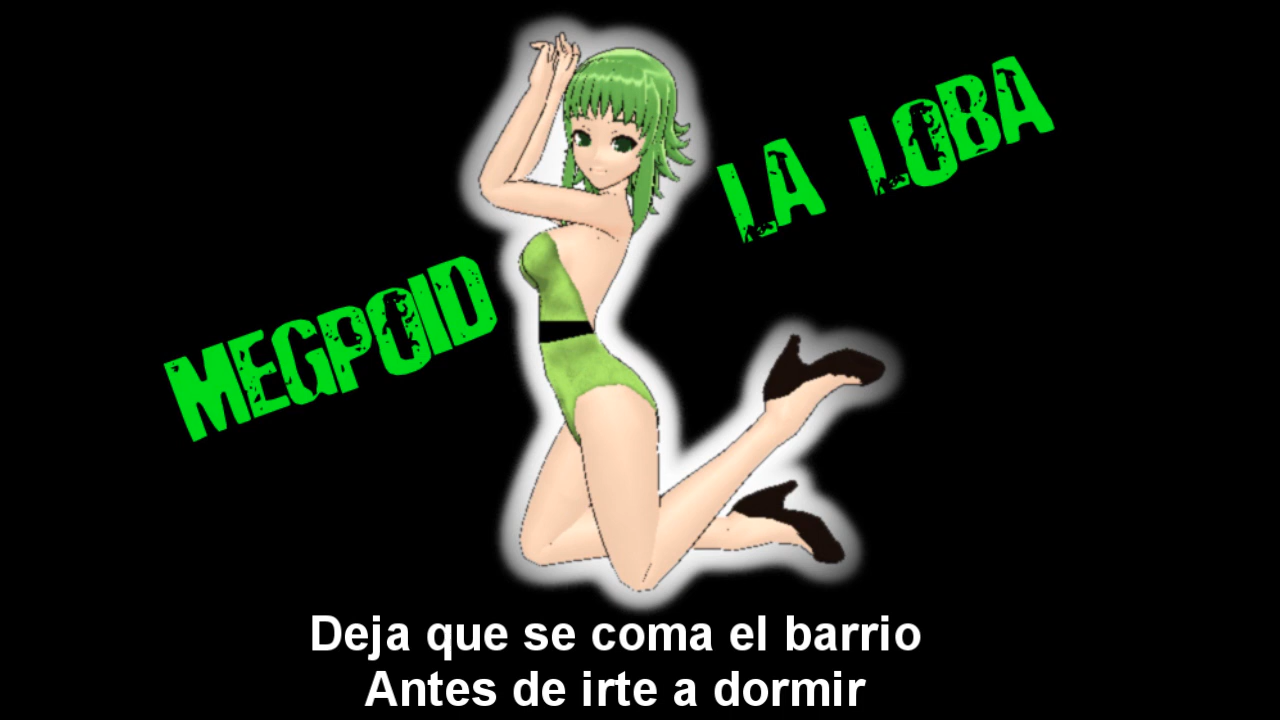 MEGPOID
LA LOBA
Deja que se coma el barrio
Antes de irte a dormir